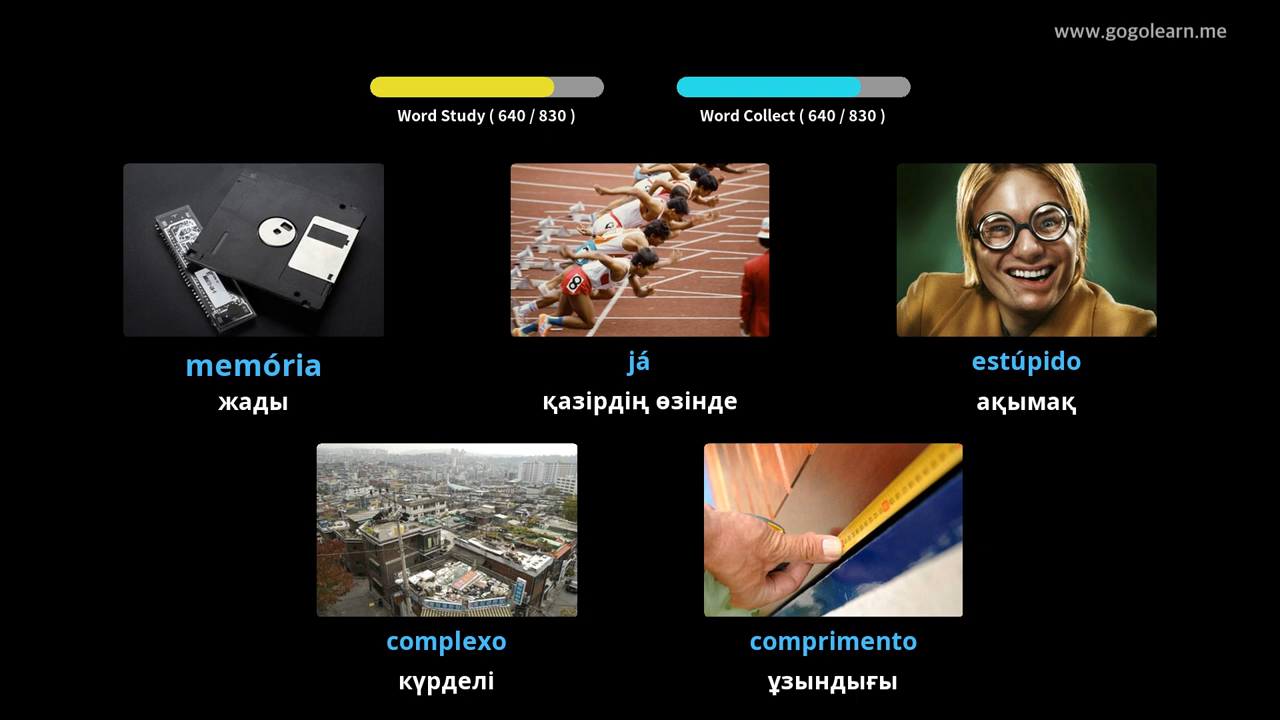 www.gogolearn.me
Word Study ( 640 / 830 )
Word Collect ( 640 / 830 )
memória
жады
já
қазірдің өзінде
estúpido
ақымақ
complexo
күрделі
comprimento
ұзындығы